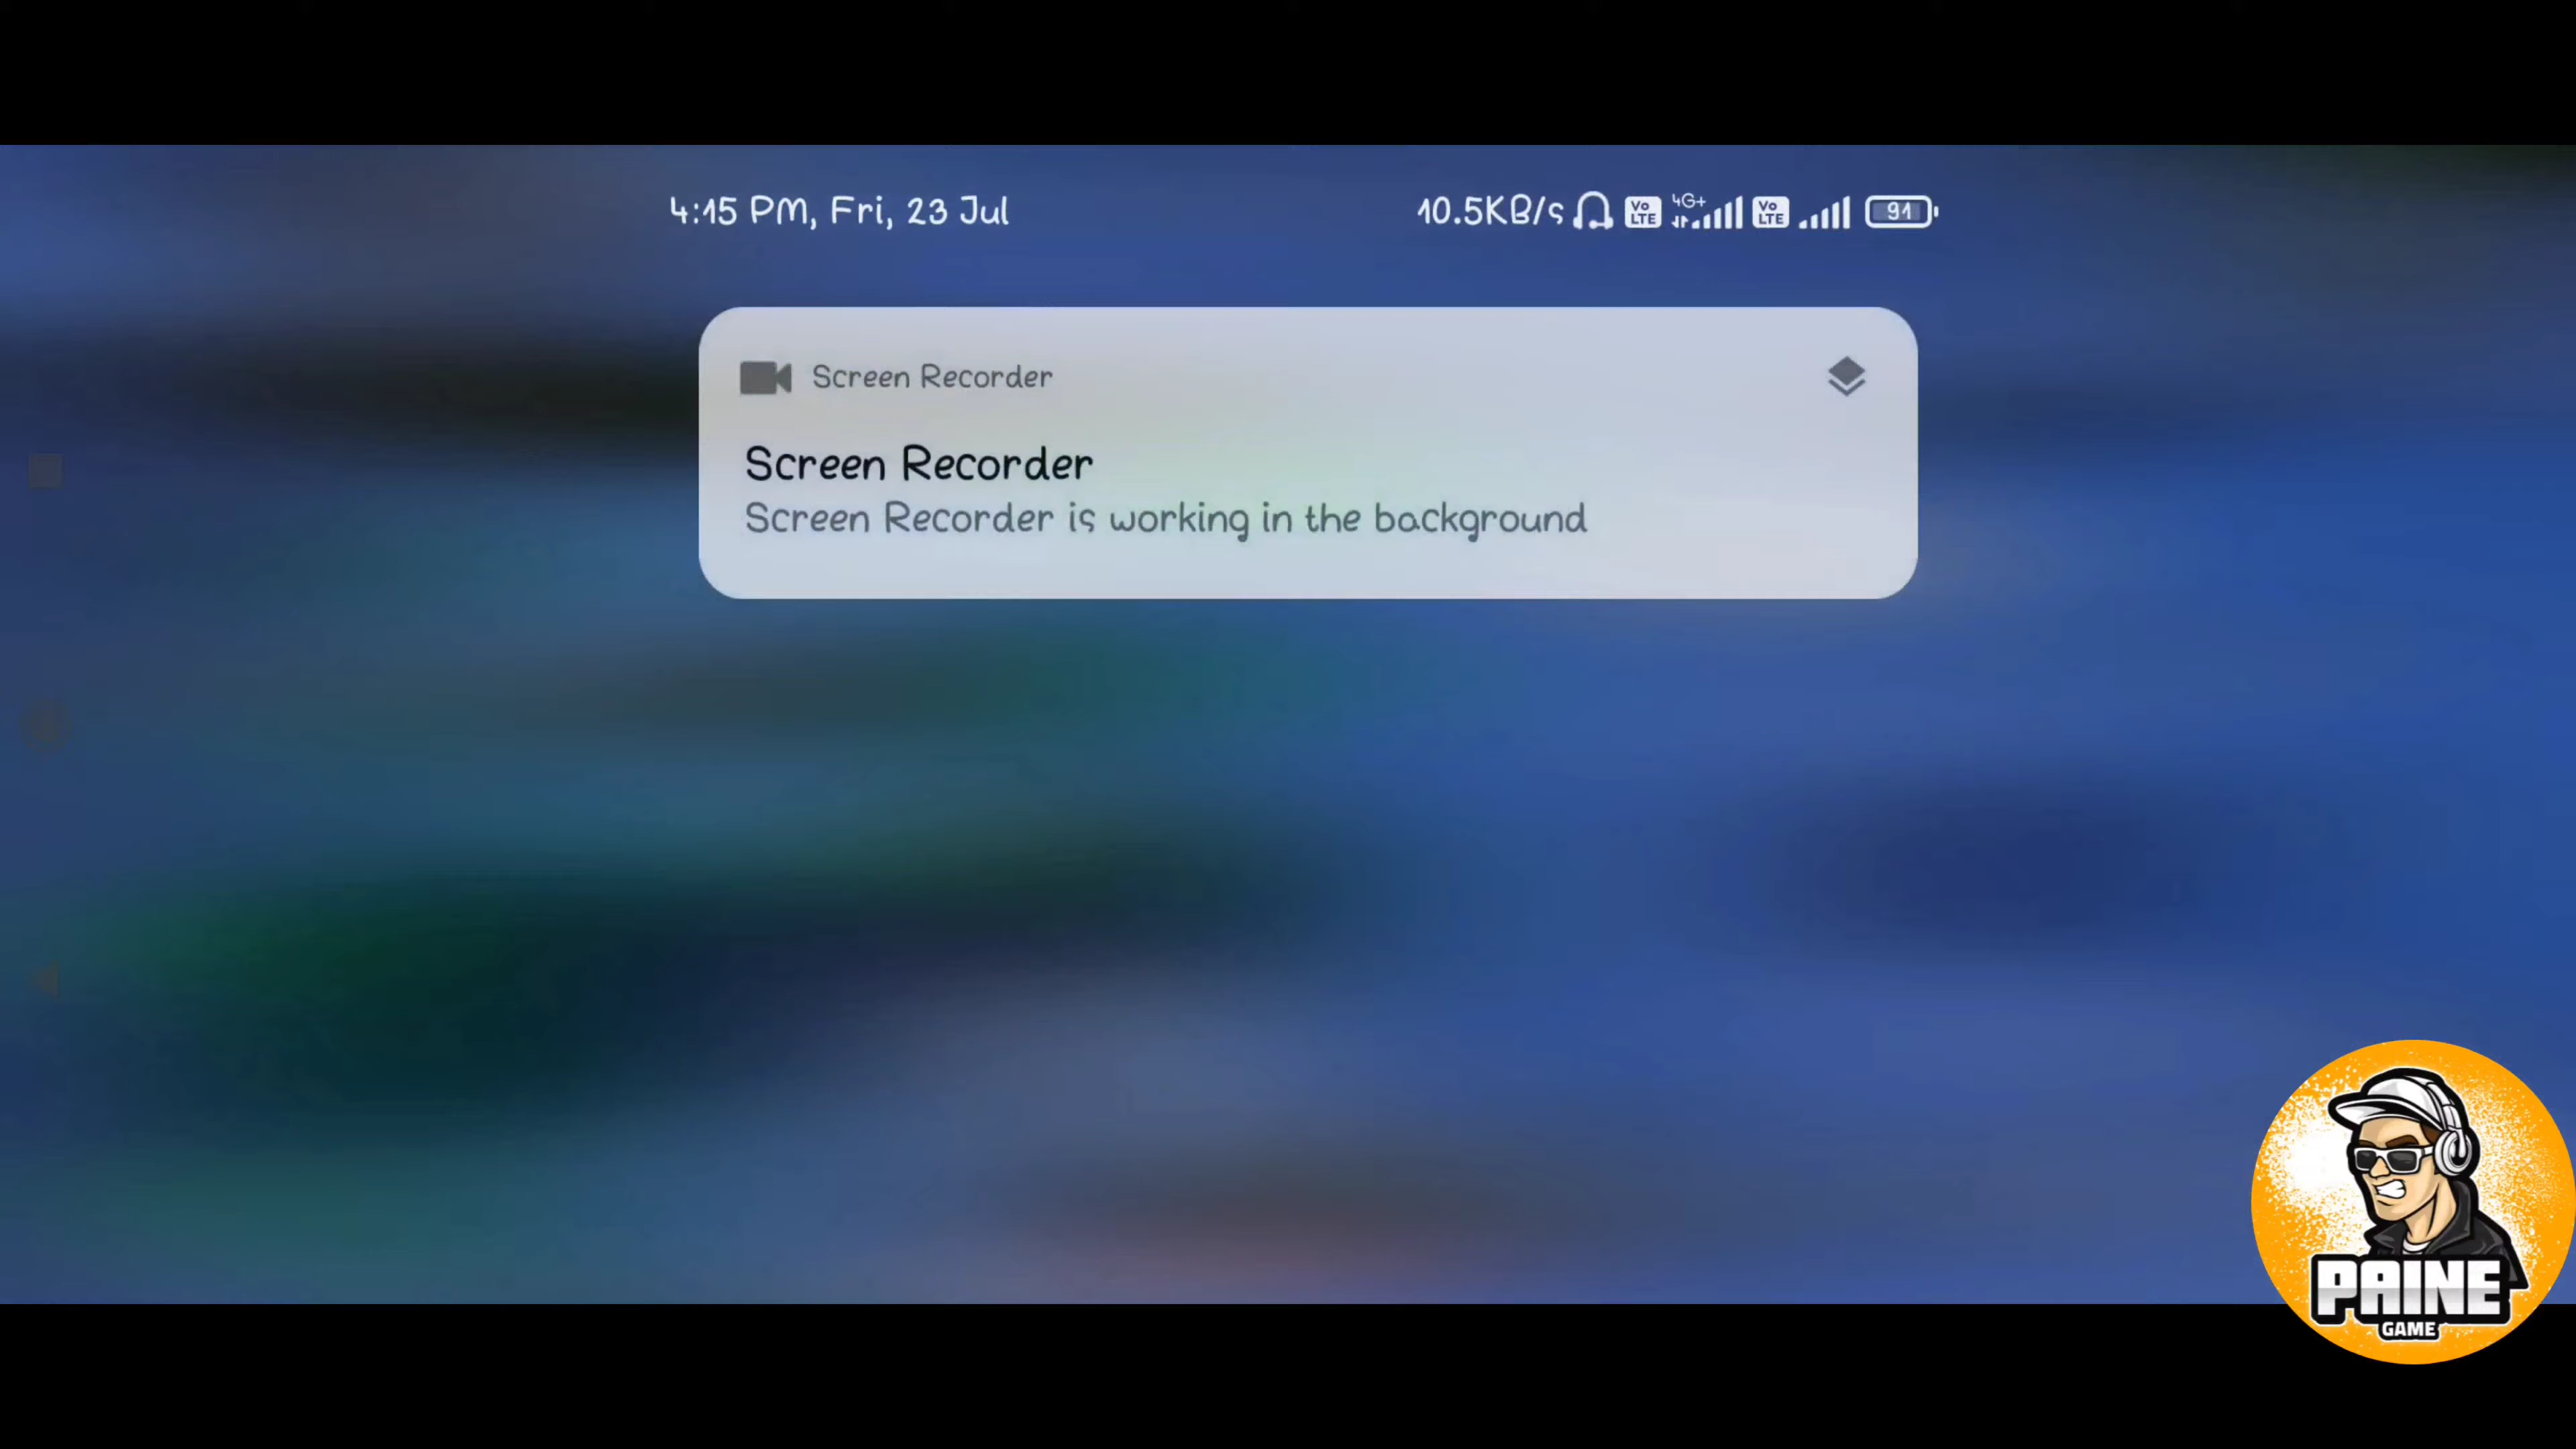 4:15 PM, Fri, 23 Jul
10.5KB/s Vo LTE 4G+ Vo LTE 91
Screen Recorder
Screen Recorder
Screen Recorder is working in the background
PAINE
GAME